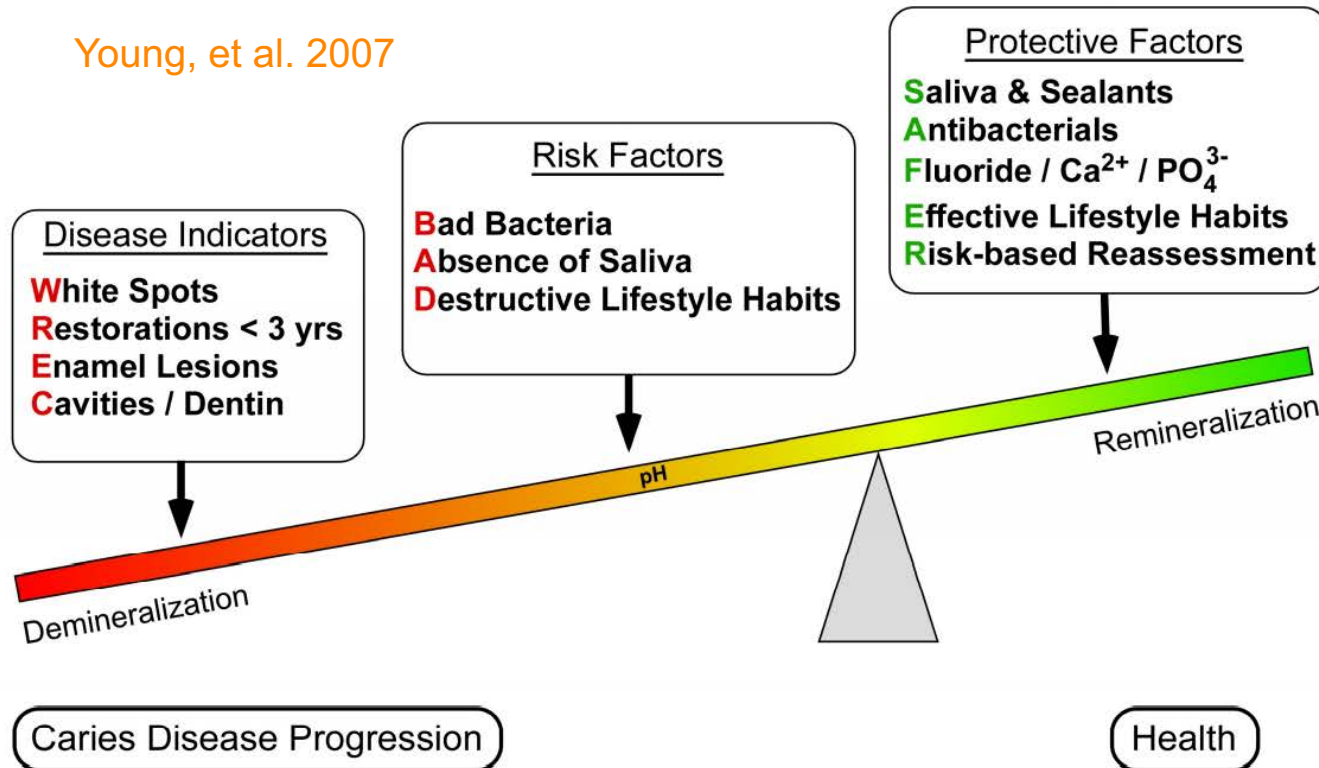 Young, et al. 2007
Disease Indicators
White Spots
Restorations < 3 yrs
Enamel Lesions
Cavities / Dentin
Risk Factors
Bad Bacteria
Absence of Saliva
Destructive Lifestyle Habits
Protective Factors
Saliva & Sealants
Antibacterials
Fluoride / Ca²⁺ / PO₄³⁻
Effective Lifestyle Habits
Risk-based Reassessment
pH
Demineralization
Remineralization
Caries Disease Progression
Health